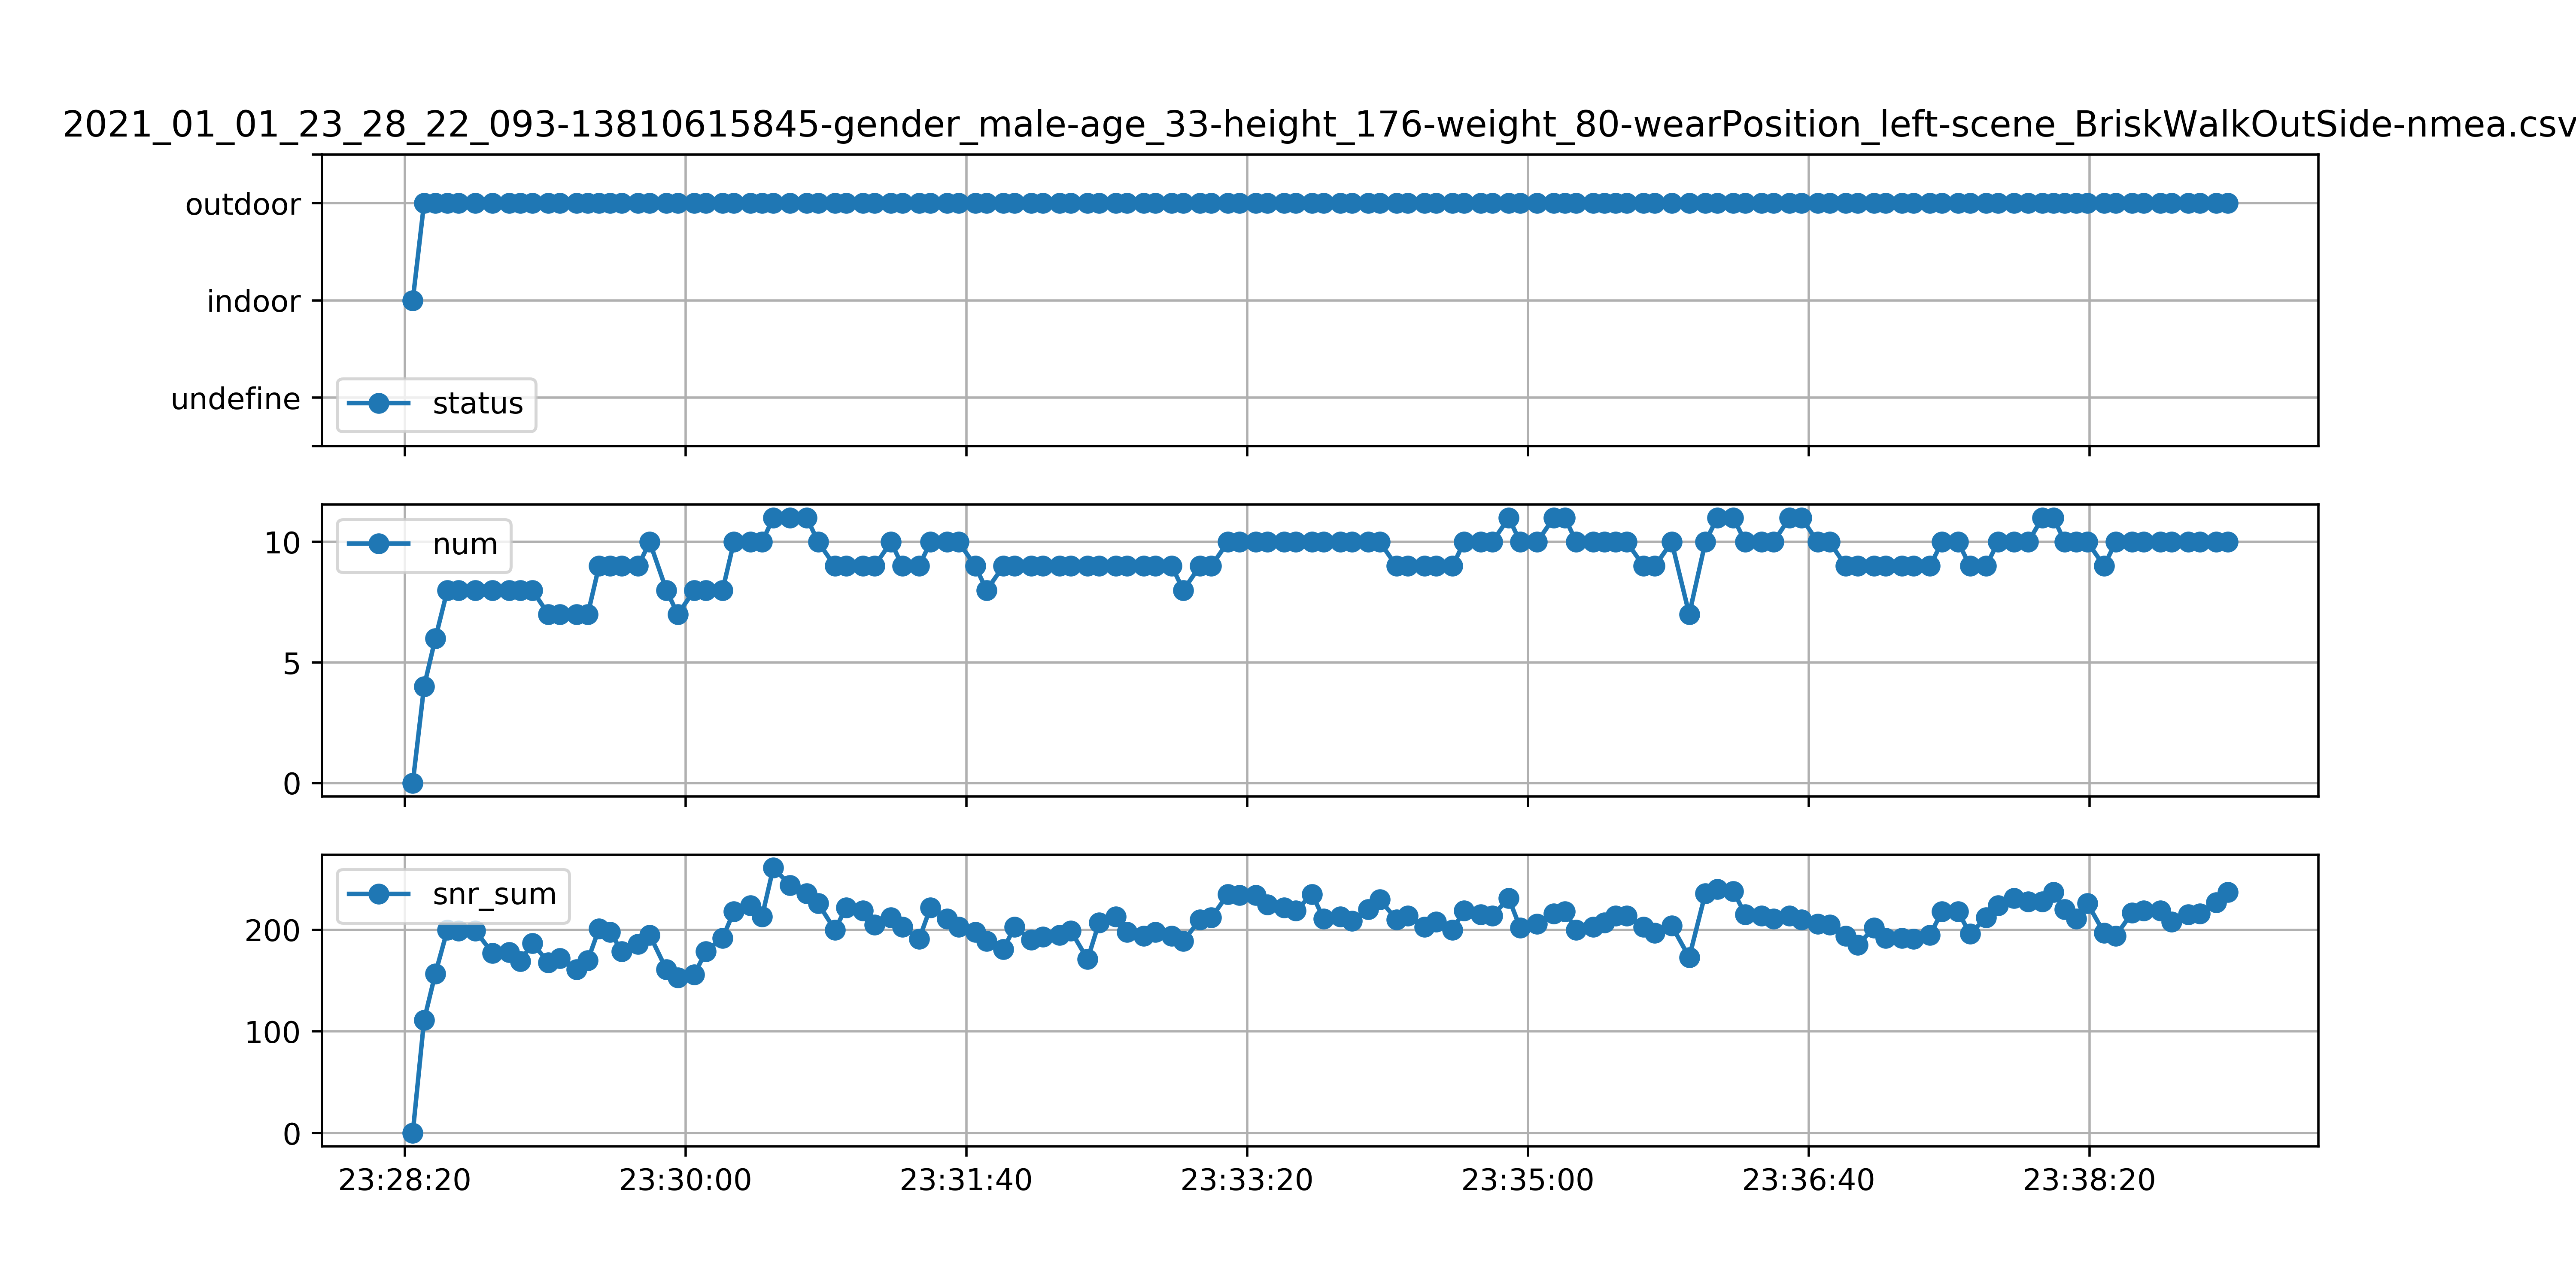 2021_01_01_23_28_22_093-13810615845-gender_male-age_33-height_176-weight_80-wearPosition_left-scene_BriskWalkOutSide-nmea.csv
outdoor
indoor
undefine
status
10
5
0
num
200
100
0
snr_sum
23:28:20 23:30:00 23:31:40 23:33:20 23:35:00 23:36:40 23:38:20